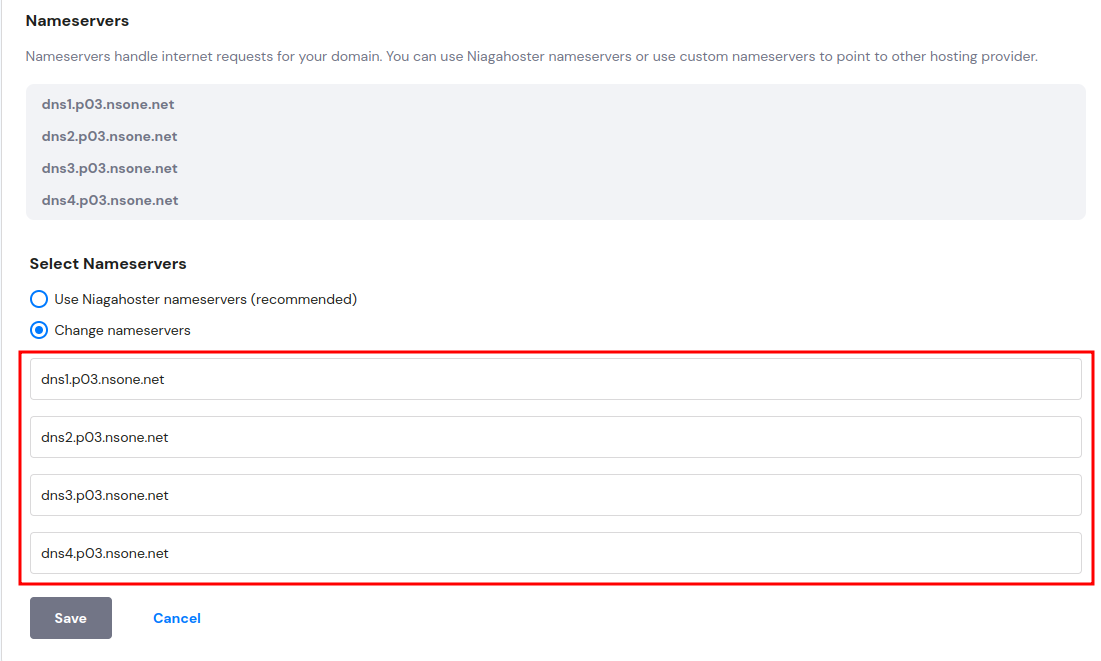 Nameservers
Nameservers handle internet requests for your domain. You can use Niagahoster nameservers or use custom nameservers to point to other hosting provider.
dns1.p03.nsone.net
dns2.p03.nsone.net
dns3.p03.nsone.net
dns4.p03.nsone.net
Select Nameservers
Use Niagahoster nameservers (recommended)
Change nameservers
dns1.p03.nsone.net
dns2.p03.nsone.net
dns3.p03.nsone.net
dns4.p03.nsone.net
Save Cancel